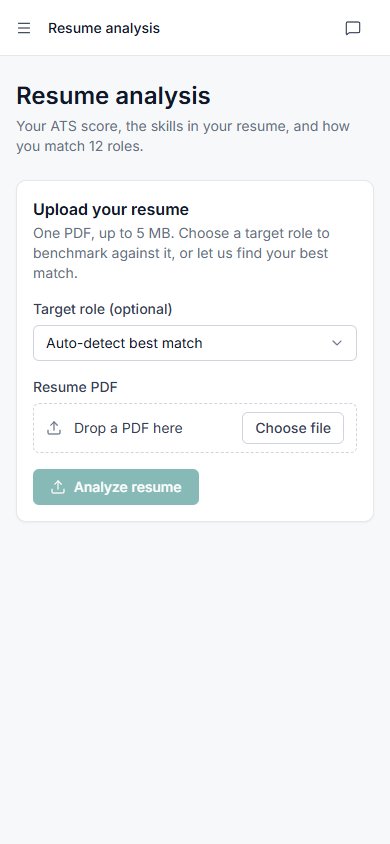 Resume analysis
Resume analysis
Your ATS score, the skills in your resume, and how
you match 12 roles.
Upload your resume
One PDF, up to 5 MB. Choose a target role to
benchmark against it, or let us find your best
match.
Target role (optional)
Auto-detect best match
Resume PDF
Drop a PDF here
Choose file
Analyze resume